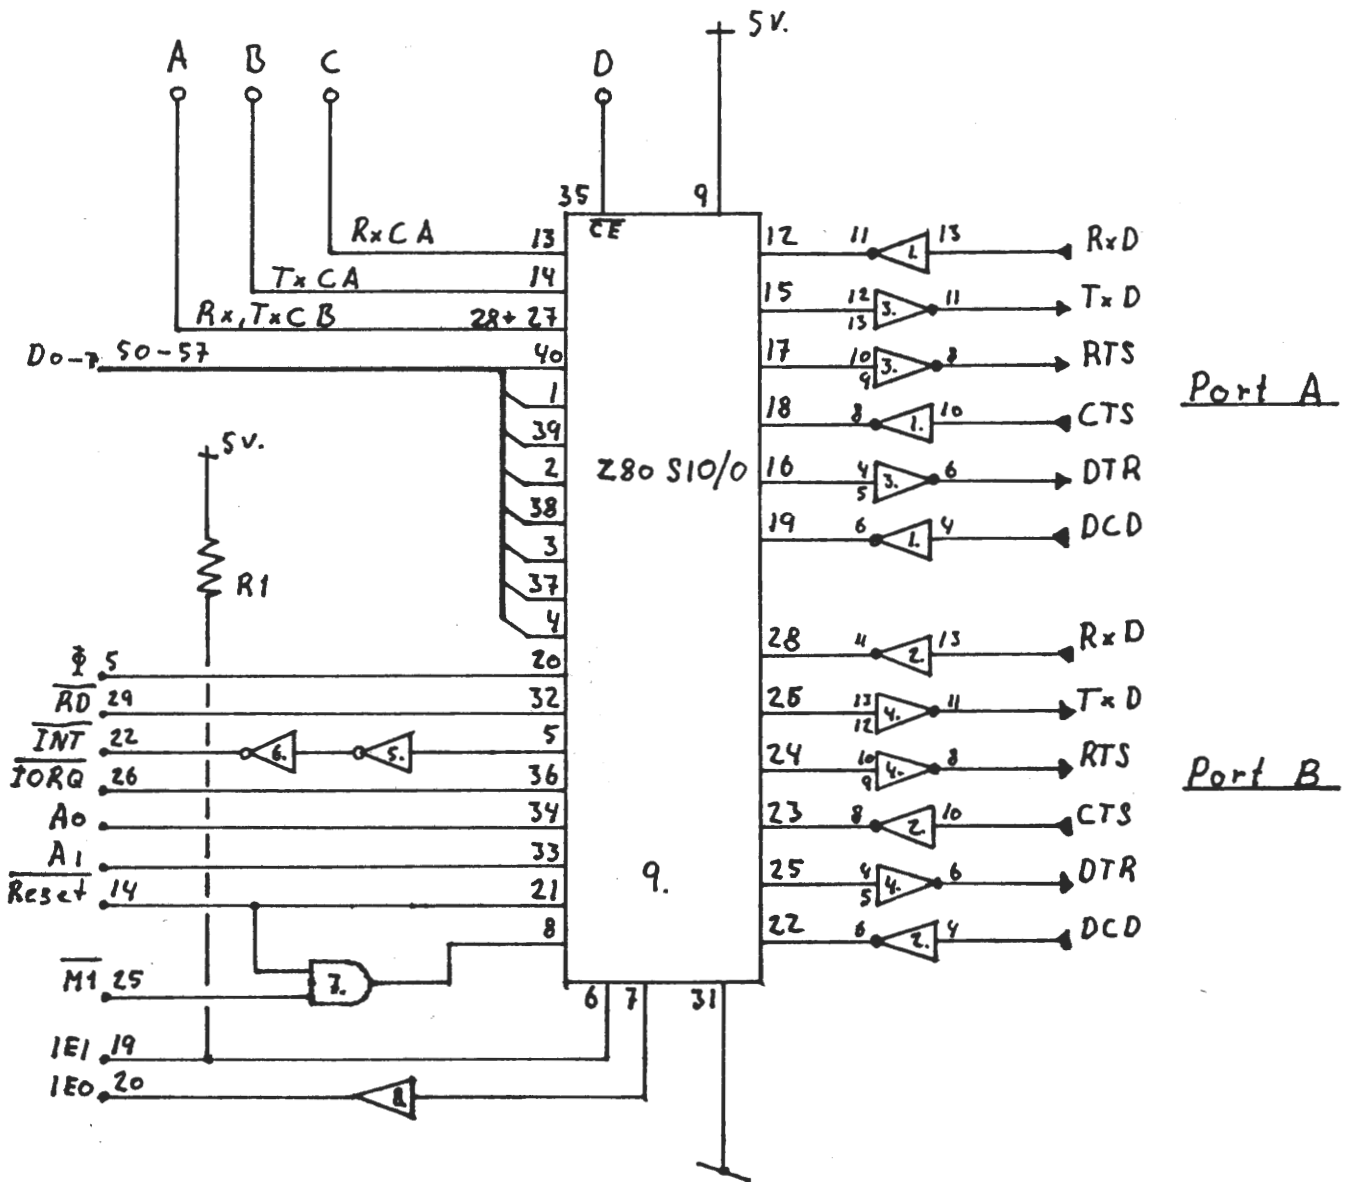 5 V.
A B C D
35 9
CE
RxCA 13
TxCA 14
Rx,TxCB 28+27
D0-7 50-57 40
1
39
2
38
3
37
4
5 V.
R1
Φ 5 20
RD 29 32
INT 22 6. 5. 5
IORQ 26 36
A0 34
A1 33
Reset 14 21
8
M1 25 7.
IEI 19
IEO 20 8
6 7 31
Z80 SIO/0
9.
12 11 1. 13 RxD
15 12 13 3. 11 TxD
17 10 9 3. 8 RTS
18 8 1. 10 CTS
16 4 5 3. 6 DTR
19 6 1. 4 DCD
Port A
28 11 2. 13 RxD
26 13 12 4. 11 TxD
24 10 9 4. 8 RTS
23 8 2. 10 CTS
25 4 5 4. 6 DTR
22 6 2. 4 DCD
Port B